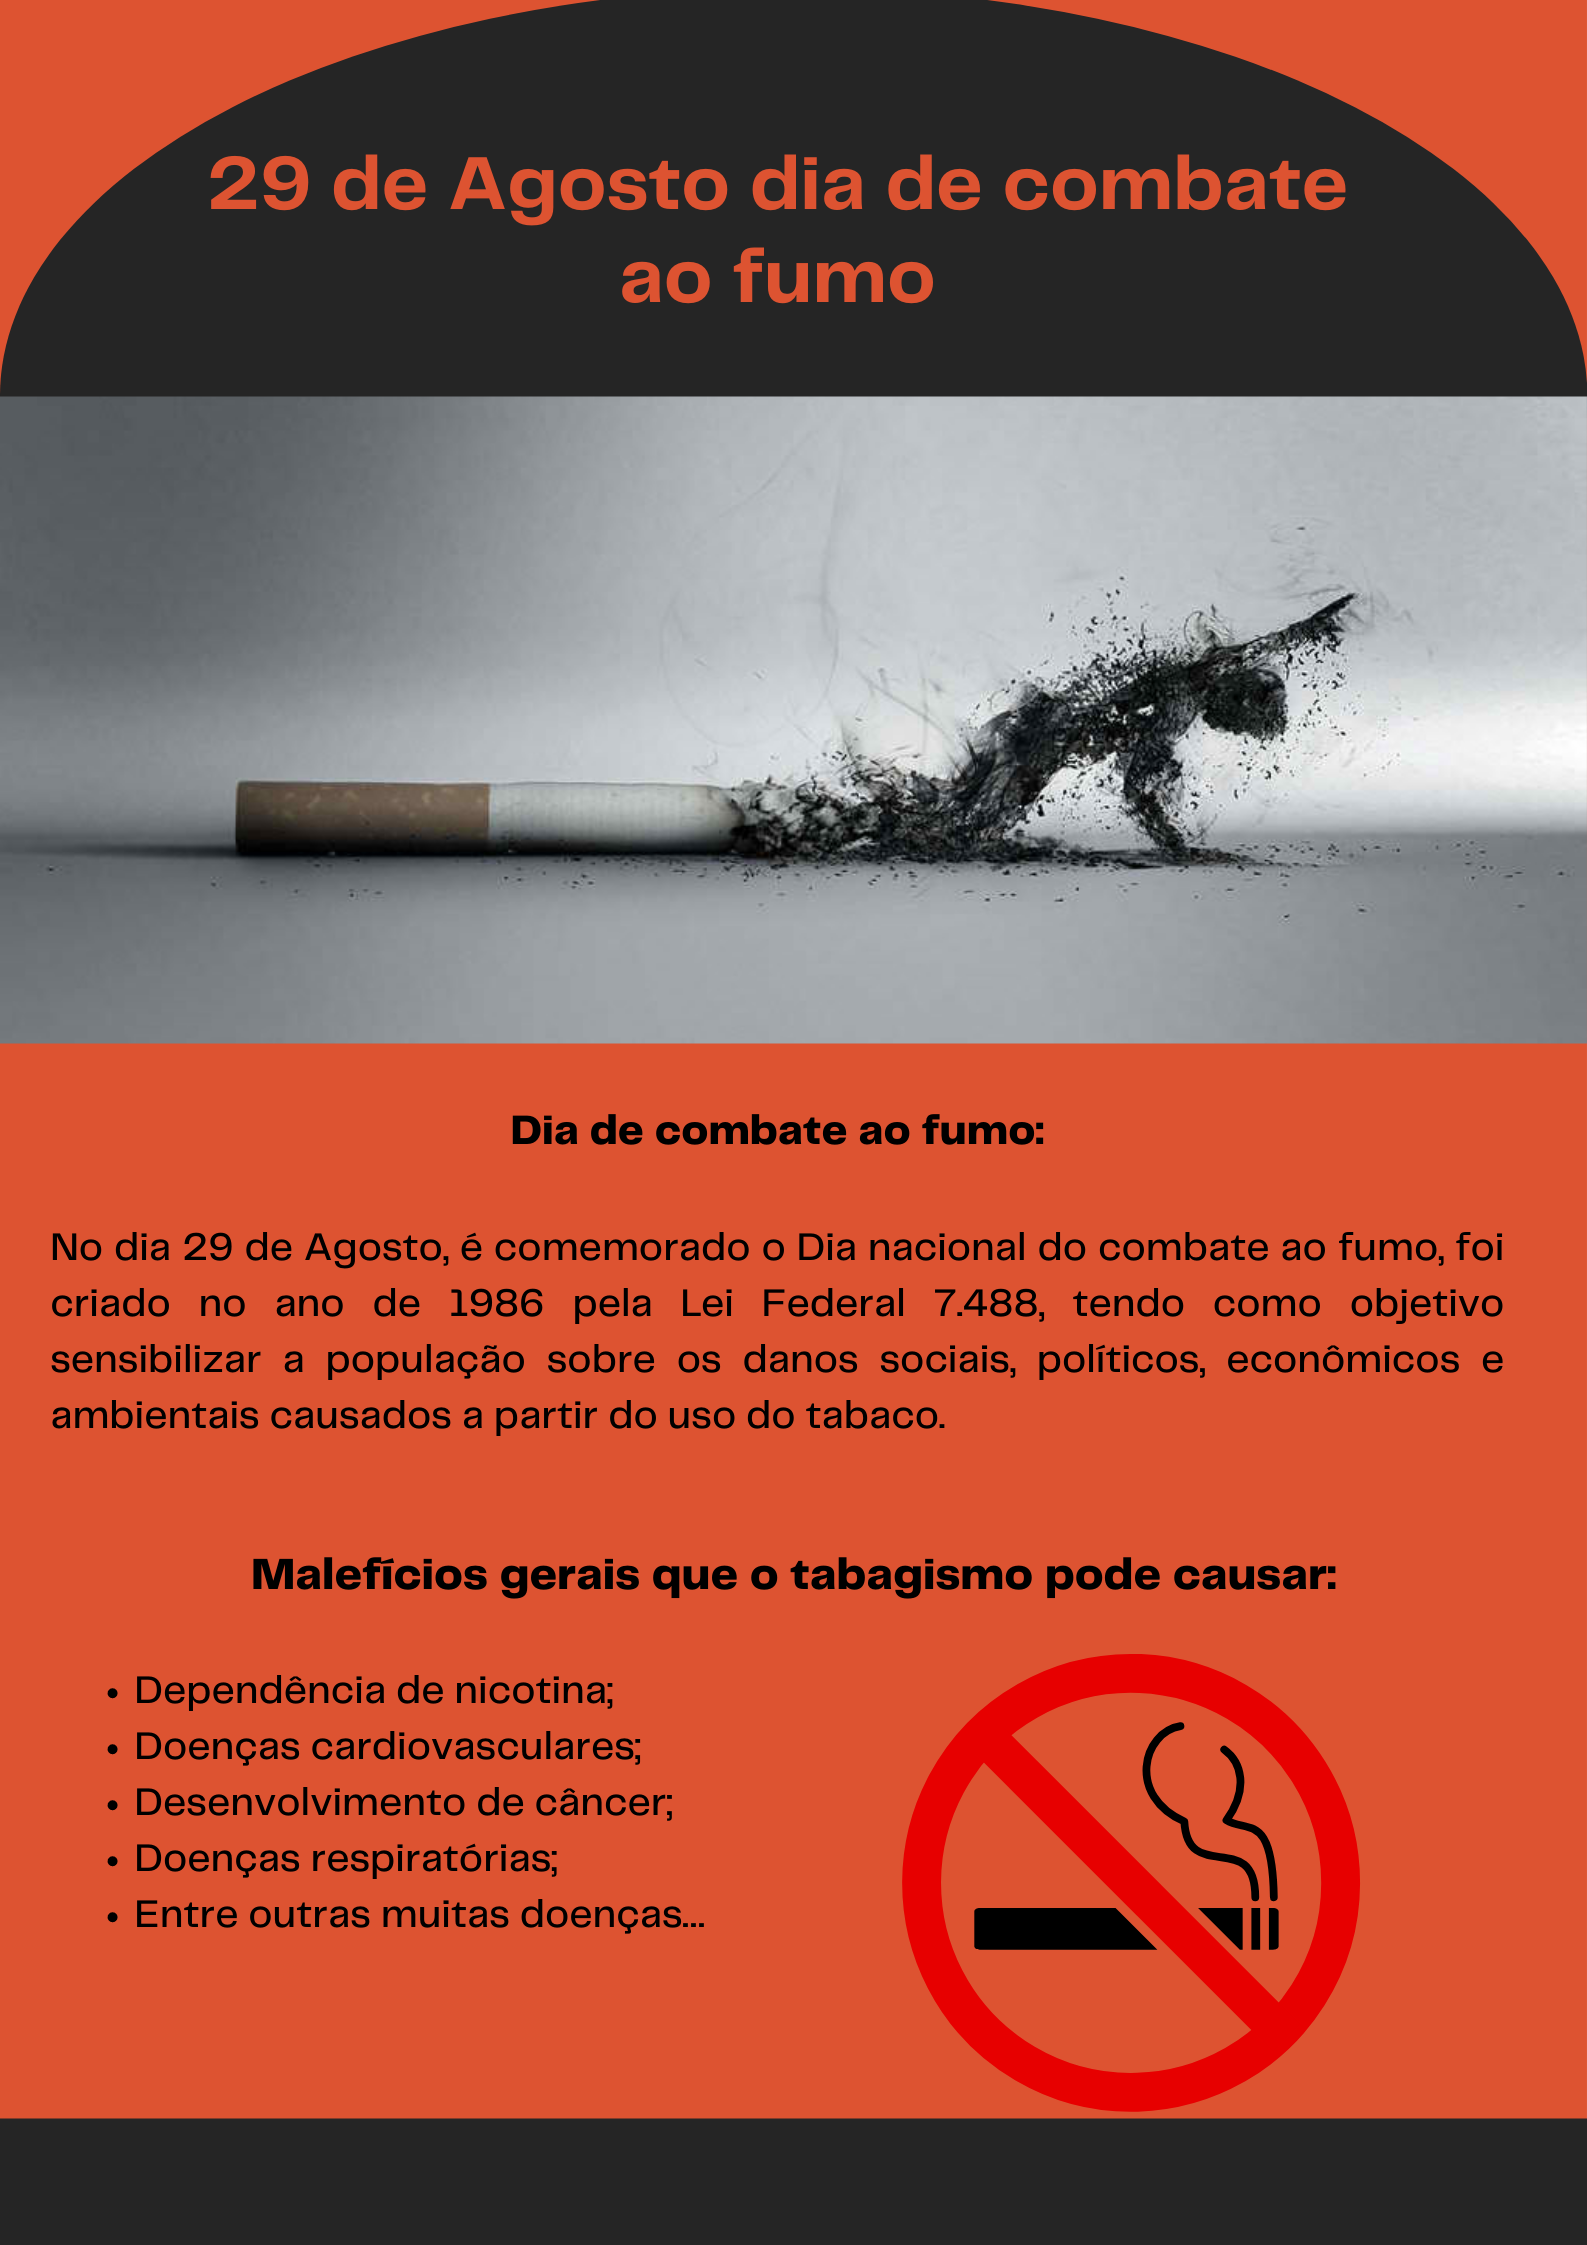 29 de Agosto dia de combate
ao fumo
Dia de combate ao fumo:
No dia 29 de Agosto, é comemorado o Dia nacional do combate ao fumo, foi
criado no ano de 1986 pela Lei Federal 7.488, tendo como objetivo
sensibilizar a população sobre os danos sociais, políticos, econômicos e
ambientais causados a partir do uso do tabaco.
Malefícios gerais que o tabagismo pode causar:
• Dependência de nicotina;
• Doenças cardiovasculares;
• Desenvolvimento de câncer;
• Doenças respiratórias;
• Entre outras muitas doenças...